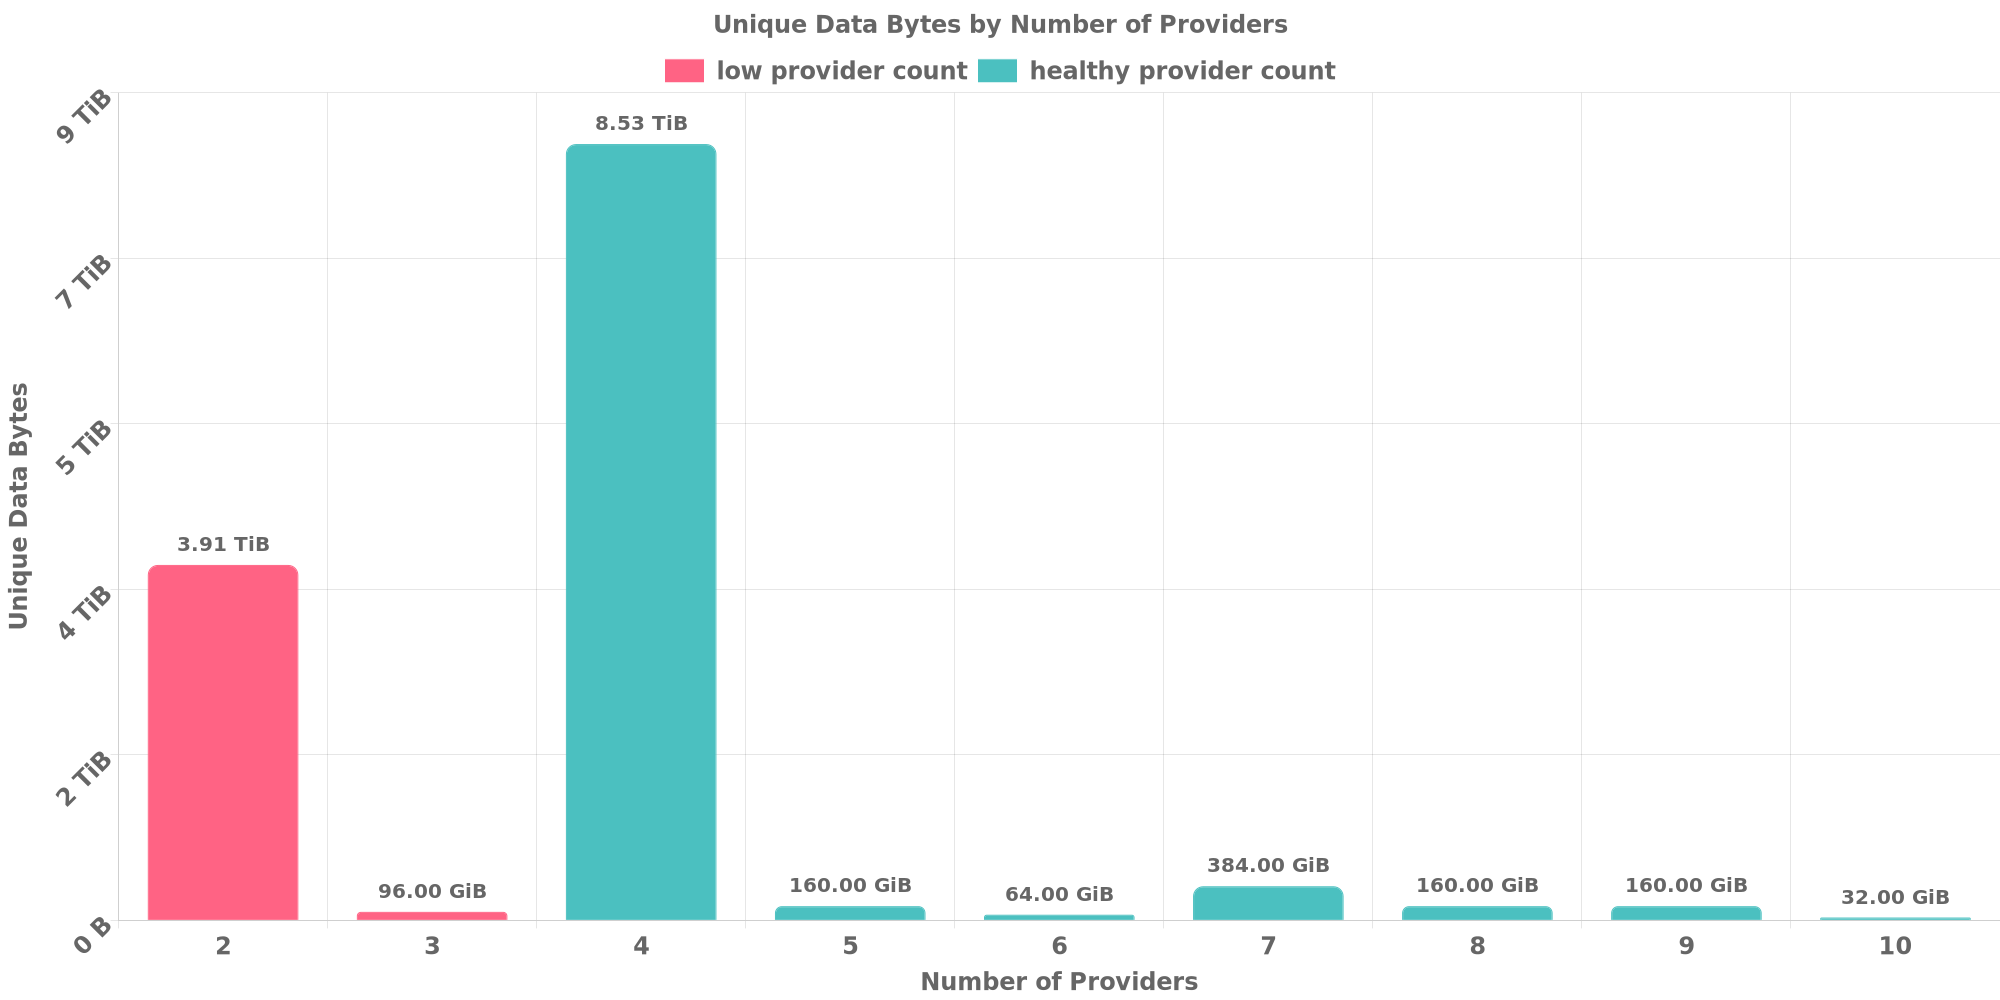 Unique Data Bytes by Number of Providers
low provider count healthy provider count
9 TiB
7 TiB
5 TiB
4 TiB
2 TiB
0 B
Unique Data Bytes
3.91 TiB
96.00 GiB
8.53 TiB
160.00 GiB
64.00 GiB
384.00 GiB
160.00 GiB
160.00 GiB
32.00 GiB
2 3 4 5 6 7 8 9 10
Number of Providers